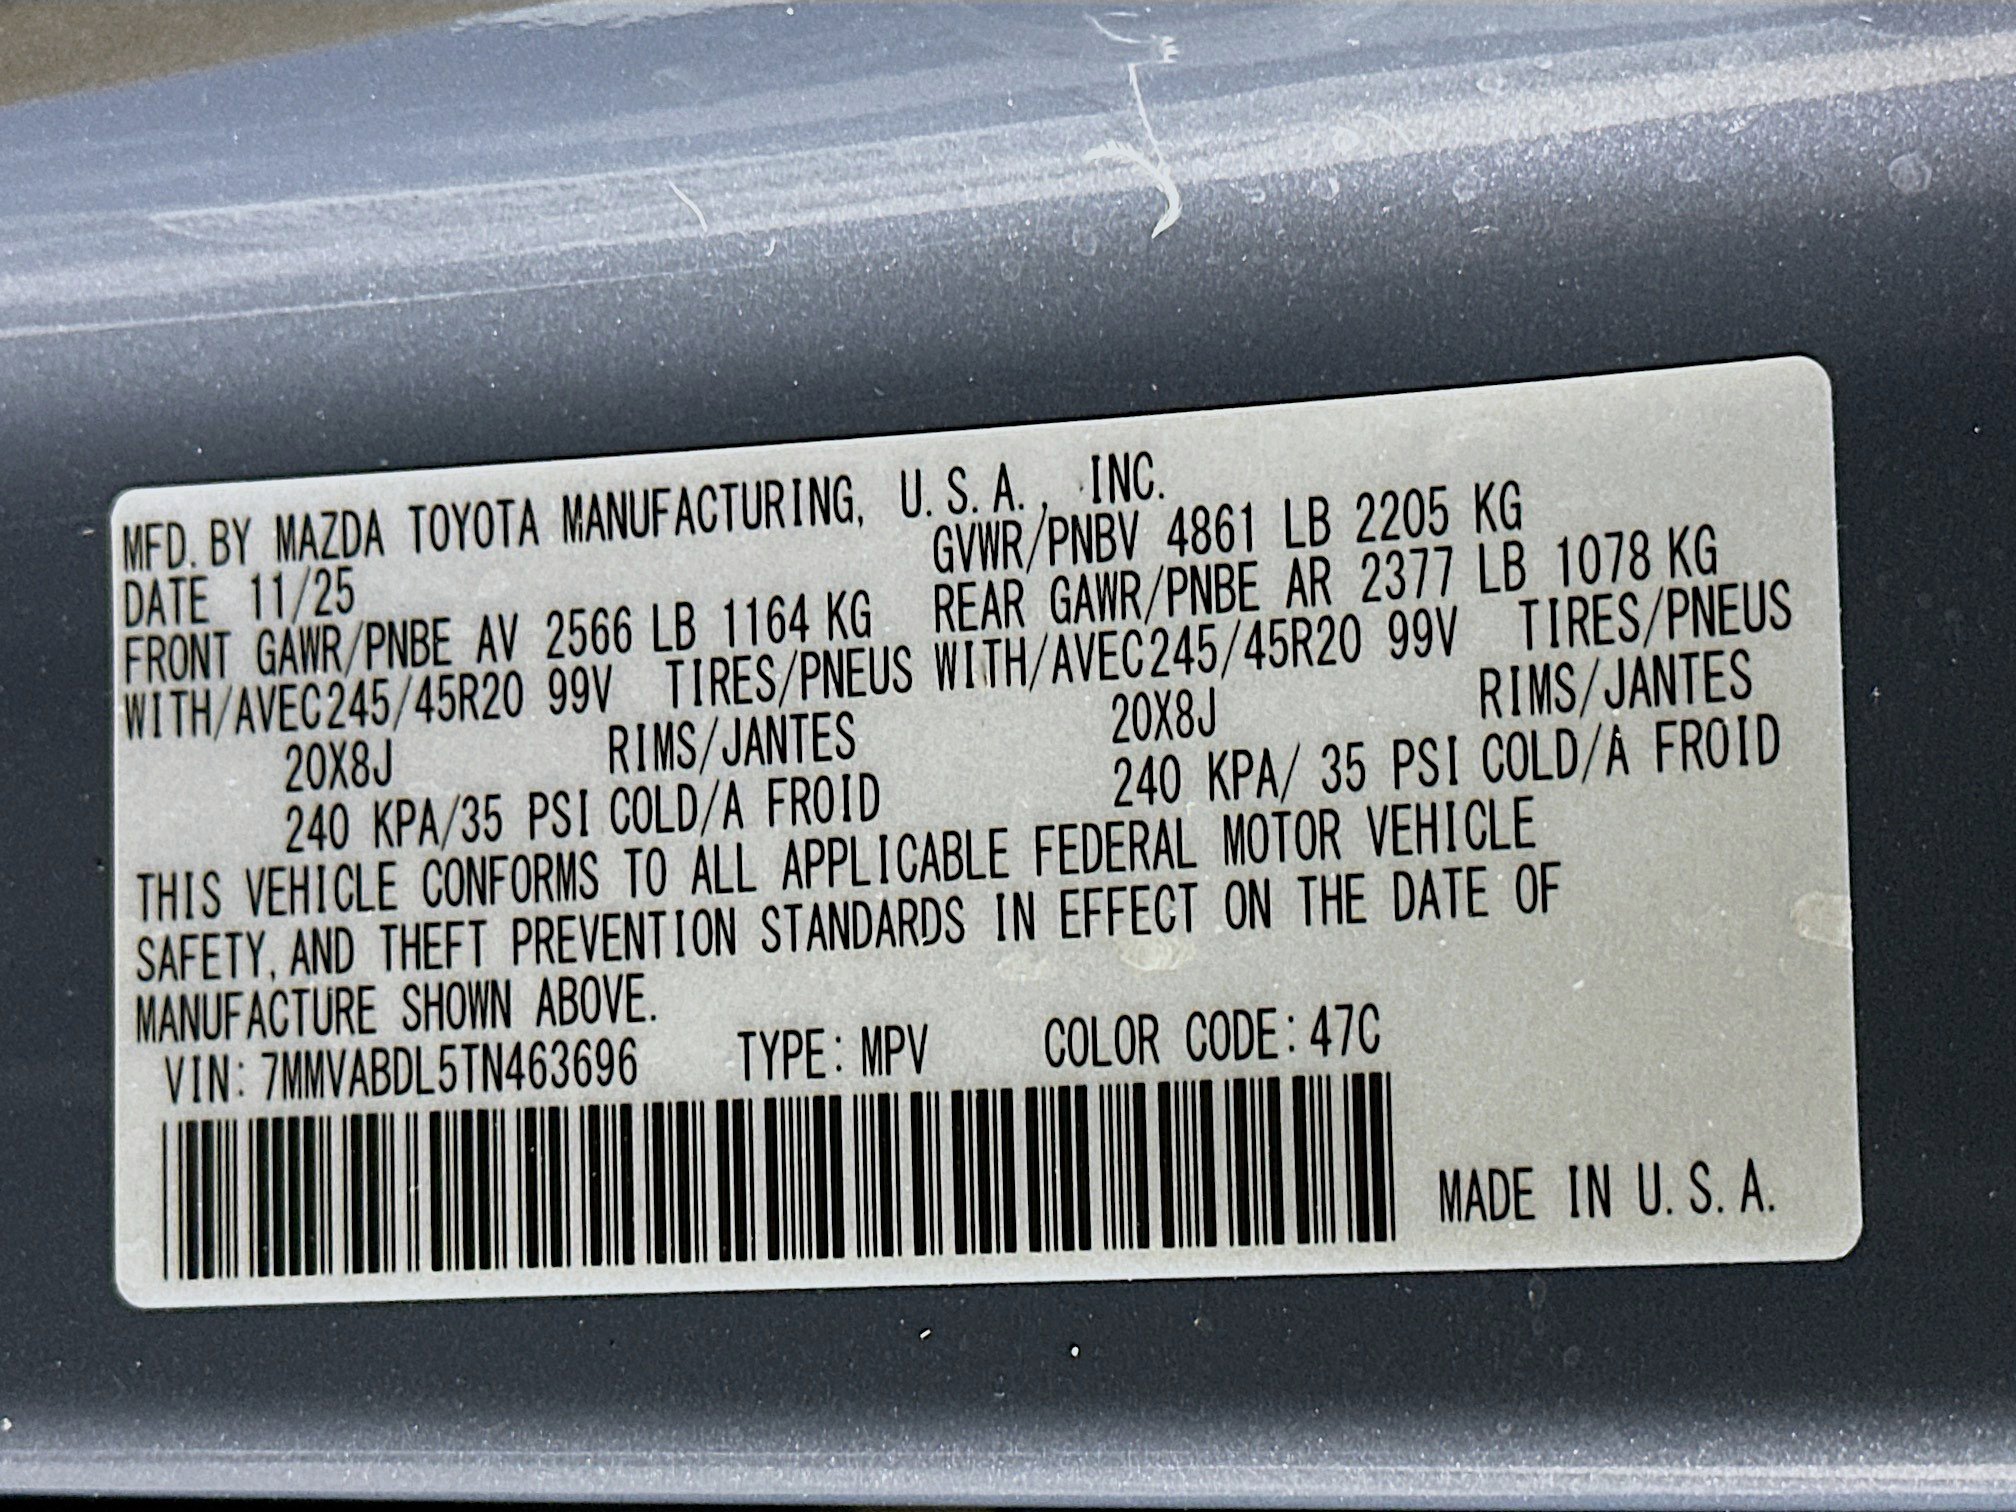 MFD. BY MAZDA TOYOTA MANUFACTURING, U.S.A., INC.
DATE 11/25 GVWR/PNBV 4861 LB 2205 KG
FRONT GAWR/PNBE AV 2566 LB 1164 KG REAR GAWR/PNBE AR 2377 LB 1078 KG
WITH/AVEC245/45R20 99V TIRES/PNEUS WITH/AVEC245/45R20 99V TIRES/PNEUS
20X8J RIMS/JANTES 20X8J RIMS/JANTES
240 KPA/35 PSI COLD/A FROID 240 KPA/ 35 PSI COLD/A FROID
THIS VEHICLE CONFORMS TO ALL APPLICABLE FEDERAL MOTOR VEHICLE
SAFETY, AND THEFT PREVENTION STANDARDS IN EFFECT ON THE DATE OF
MANUFACTURE SHOWN ABOVE.
VIN: 7MMVABDL5TN463696 TYPE: MPV COLOR CODE: 47C
MADE IN U.S.A.